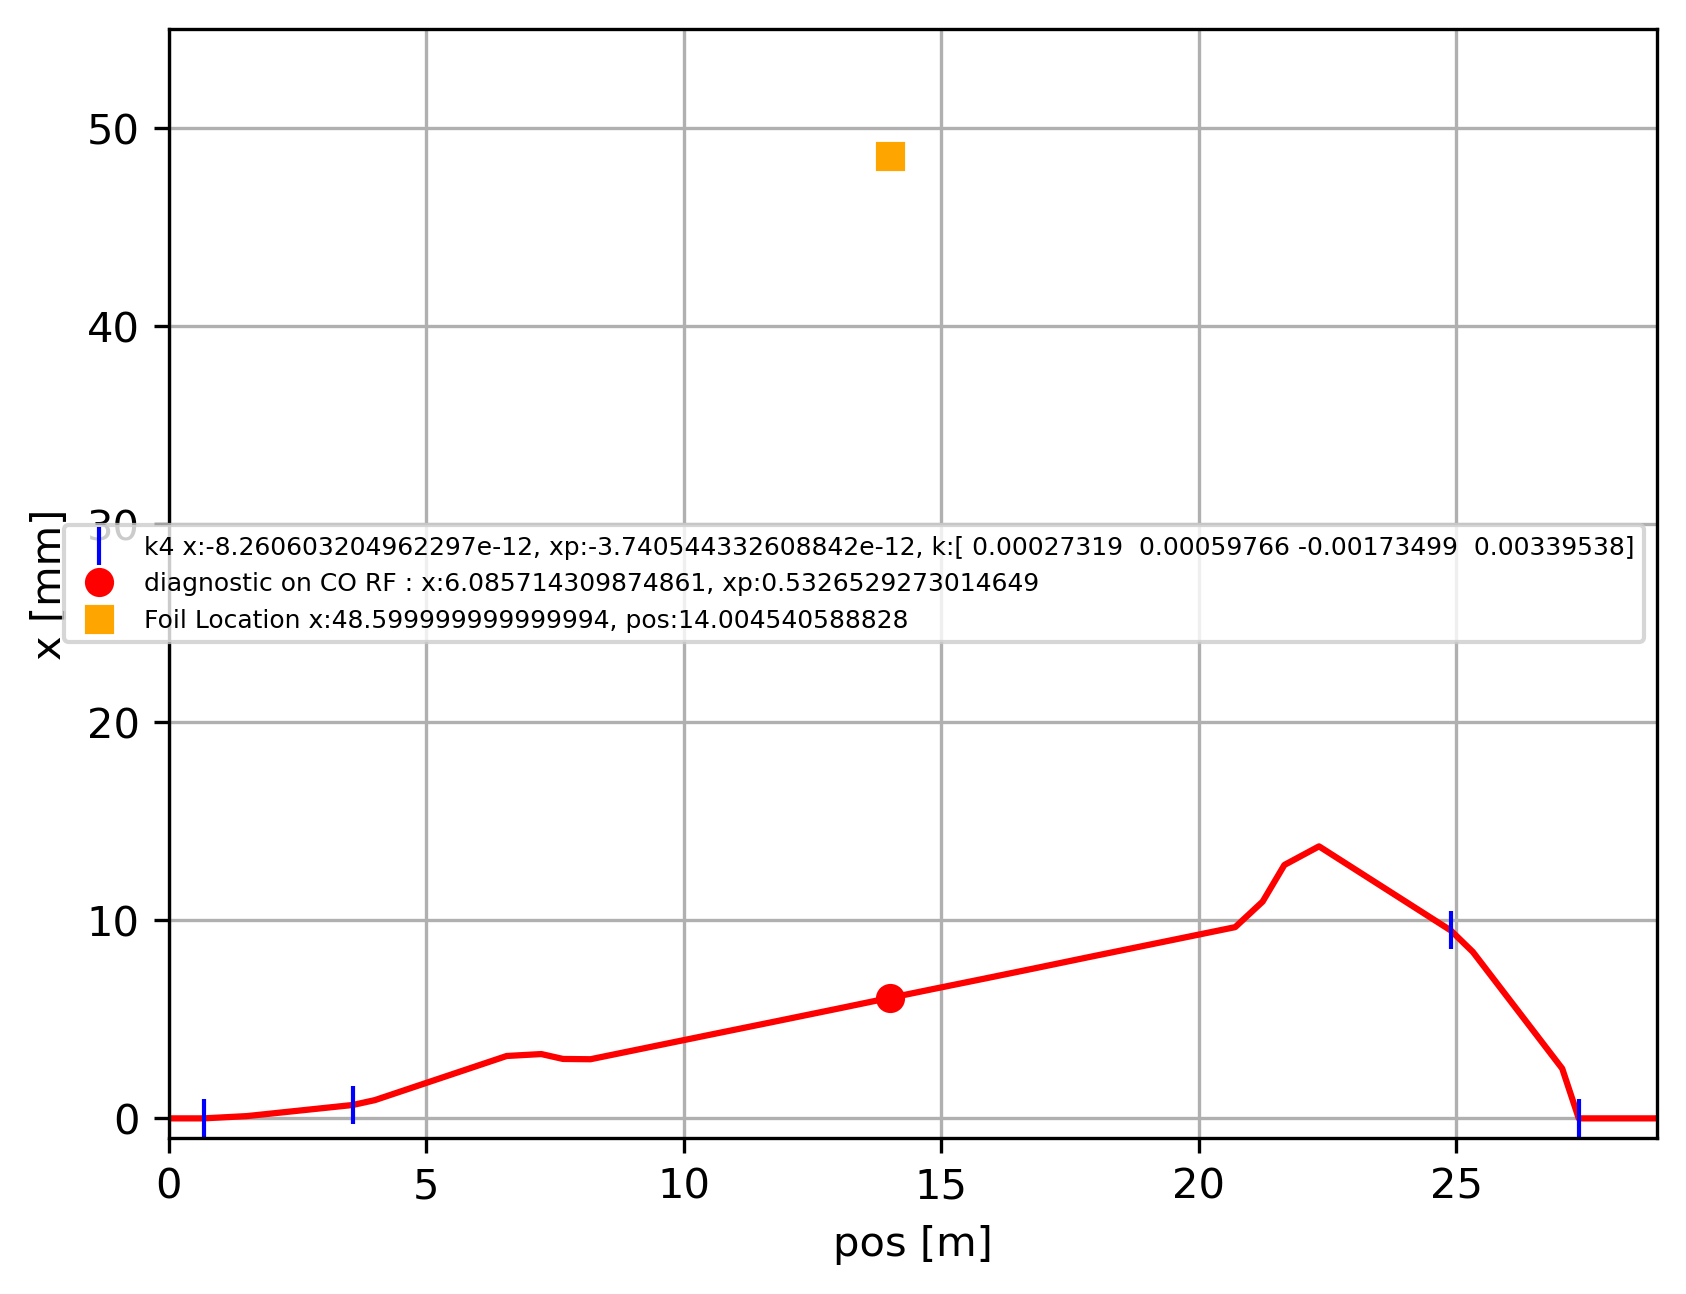 50
40
30
20
10
0
x [mm]
k4 x:-8.260603204962297e-12, xp:-3.740544332608842e-12, k:[ 0.00027319  0.00059766 -0.00173499  0.00339538]
diagnostic on CO RF : x:6.085714309874861, xp:0.5326529273014649
Foil Location x:48.599999999999994, pos:14.004540588828
0 5 10 15 20 25
pos [m]